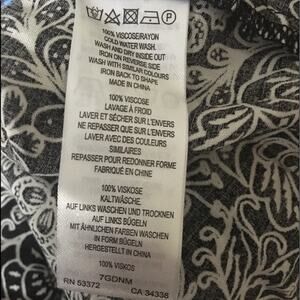 100% VISCOSE/RAYON
COLD WATER WASH
WASH AND DRY INSIDE OUT
IRON ON REVERSE SIDE
WASH WITH SIMILAR COLOURS
IRON BACK TO SHAPE
MADE IN CHINA
100% VISCOSE
LAVAGE À FROID
LAVER ET SÉCHER SUR L'ENVERS
NE REPASSER QUE SUR L'ENVERS
LAVER AVEC DES COULEURS
SIMILAIRES
REPASSER POUR REDONNER FORME
FABRIQUÉ EN CHINE
100% VISKOSE
KALTWÄSCHE
AUF LINKS WASCHEN UND TROCKNEN
AUF LINKS BÜGELN
MIT ÄHNLICHEN FARBEN WASCHEN
IN FORM BÜGELN
HERGESTELLT IN CHINA
100% VISKOS
7GDNM
RN 53372 CA 34338